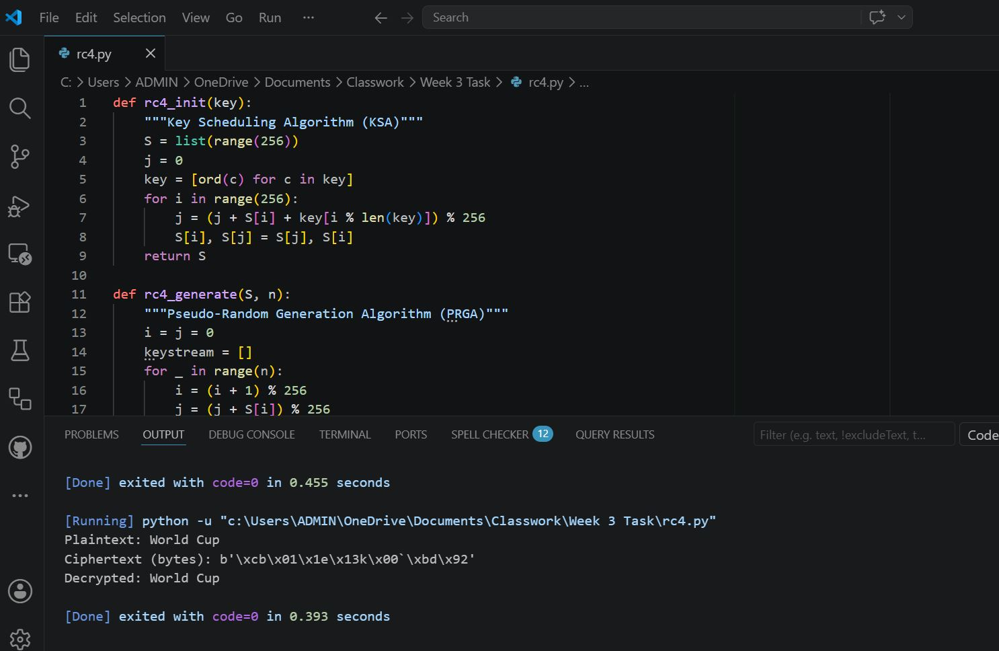 File Edit Selection View Go Run ··· ← → Search
rc4.py ×
C: > Users > ADMIN > OneDrive > Documents > Classwork > Week 3 Task > rc4.py > ...
1 def rc4_init(key):
2     """Key Scheduling Algorithm (KSA)"""
3     S = list(range(256))
4     j = 0
5     key = [ord(c) for c in key]
6     for i in range(256):
7         j = (j + S[i] + key[i % len(key)]) % 256
8         S[i], S[j] = S[j], S[i]
9     return S
10
11 def rc4_generate(S, n):
12     """Pseudo-Random Generation Algorithm (PRGA)"""
13     i = j = 0
14     keystream = []
15     for _ in range(n):
16         i = (i + 1) % 256
17         j = (j + S[i]) % 256
PROBLEMS OUTPUT DEBUG CONSOLE TERMINAL PORTS SPELL CHECKER 12 QUERY RESULTS Filter (e.g. text, !excludeText, t... Code
[Done] exited with code=0 in 0.455 seconds
[Running] python -u "c:\Users\ADMIN\OneDrive\Documents\Classwork\Week 3 Task\rc4.py"
Plaintext: World Cup
Ciphertext (bytes): b'\xcb\x01\x1e\x13k\x00`\xbd\x92'
Decrypted: World Cup
[Done] exited with code=0 in 0.393 seconds